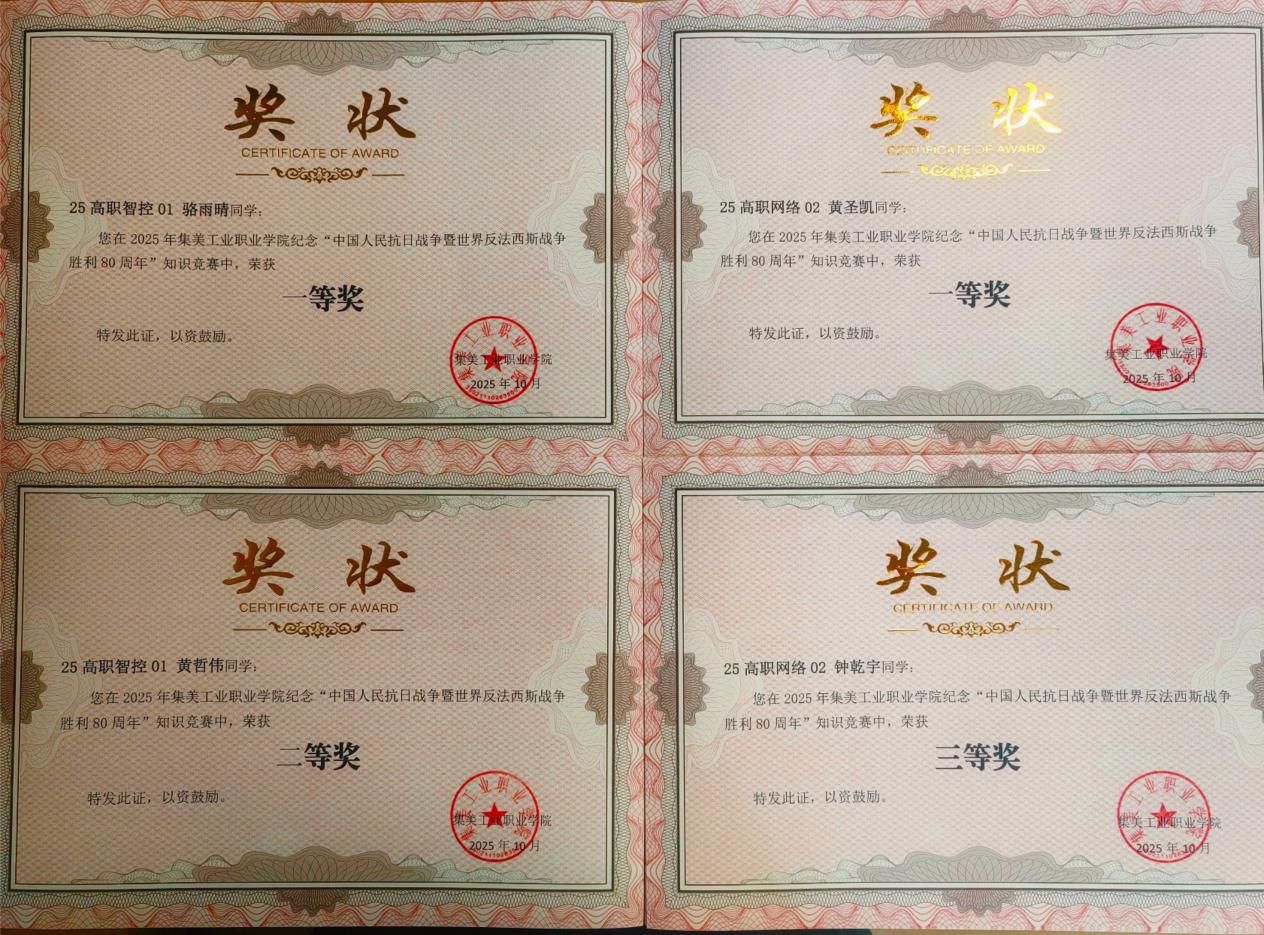 奖 状
CERTIFICATE OF AWARD
25 高职智控 01 骆雨晴同学：
您在 2025 年集美工业职业学院纪念“中国人民抗日战争暨世界反法西斯战争
胜利 80 周年”知识竞赛中，荣获
一等奖
特发此证，以资鼓励。
集美工业职业学院
2025 年 10 月
奖 状
CERTIFICATE OF AWARD
25 高职网络 02 黄圣凯同学：
您在 2025 年集美工业职业学院纪念“中国人民抗日战争暨世界反法西斯战争
胜利 80 周年”知识竞赛中，荣获
一等奖
特发此证，以资鼓励。
集美工业职业学院
2025 年 10 月
奖 状
CERTIFICATE OF AWARD
25 高职智控 01 黄哲伟同学：
您在 2025 年集美工业职业学院纪念“中国人民抗日战争暨世界反法西斯战争
胜利 80 周年”知识竞赛中，荣获
二等奖
特发此证，以资鼓励。
集美工业职业学院
2025 年 10 月
奖 状
CERTIFICATE OF AWARD
25 高职网络 02 钟乾宇同学：
您在 2025 年集美工业职业学院纪念“中国人民抗日战争暨世界反法西斯战争
胜利 80 周年”知识竞赛中，荣获
三等奖
特发此证，以资鼓励。
集美工业职业学院
2025 年 10 月